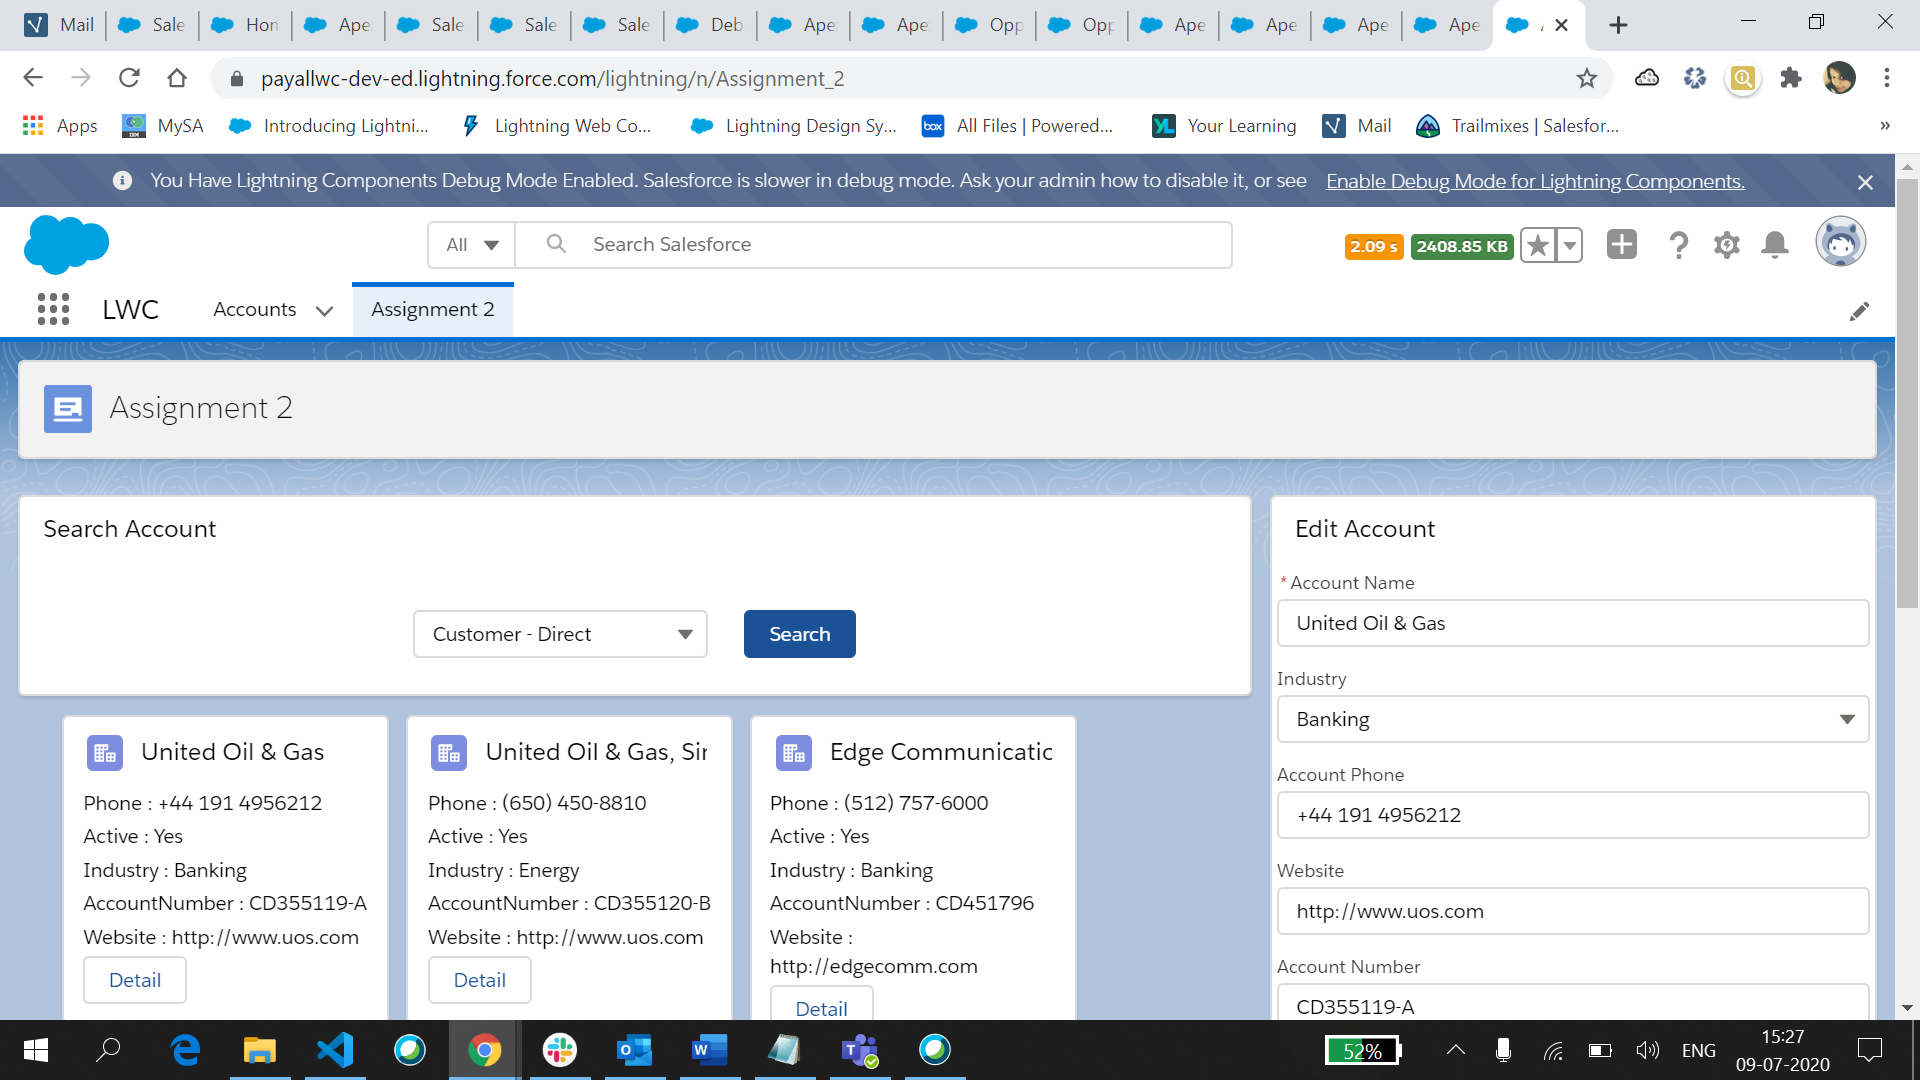 Mail
Sale
Hon
Ape
Sale
Sale
Sale
Deb
Ape
Ape
Opp
Opp
Ape
Ape
Ape
Ape
payallwc-dev-ed.lightning.force.com/lightning/n/Assignment_2
Apps
MySA
Introducing Lightni...
Lightning Web Co...
Lightning Design Sy...
box
All Files | Powered...
YL
Your Learning
Mail
Trailmixes | Salesfor...
»
You Have Lightning Components Debug Mode Enabled. Salesforce is slower in debug mode. Ask your admin how to disable it, or see Enable Debug Mode for Lightning Components.
All
Search Salesforce
2.09 s
2408.85 KB
LWC
Accounts
Assignment 2
Assignment 2
Search Account
Customer - Direct
Search
United Oil & Gas
Phone : +44 191 4956212
Active : Yes
Industry : Banking
AccountNumber : CD355119-A
Website : http://www.uos.com
Detail
United Oil & Gas, Sin
Phone : (650) 450-8810
Active : Yes
Industry : Energy
AccountNumber : CD355120-B
Website : http://www.uos.com
Detail
Edge Communicatic
Phone : (512) 757-6000
Active : Yes
Industry : Banking
AccountNumber : CD451796
Website :
http://edgecomm.com
Detail
Edit Account
* Account Name
United Oil & Gas
Industry
Banking
Account Phone
+44 191 4956212
Website
http://www.uos.com
Account Number
CD355119-A
52%
ENG
15:27
09-07-2020